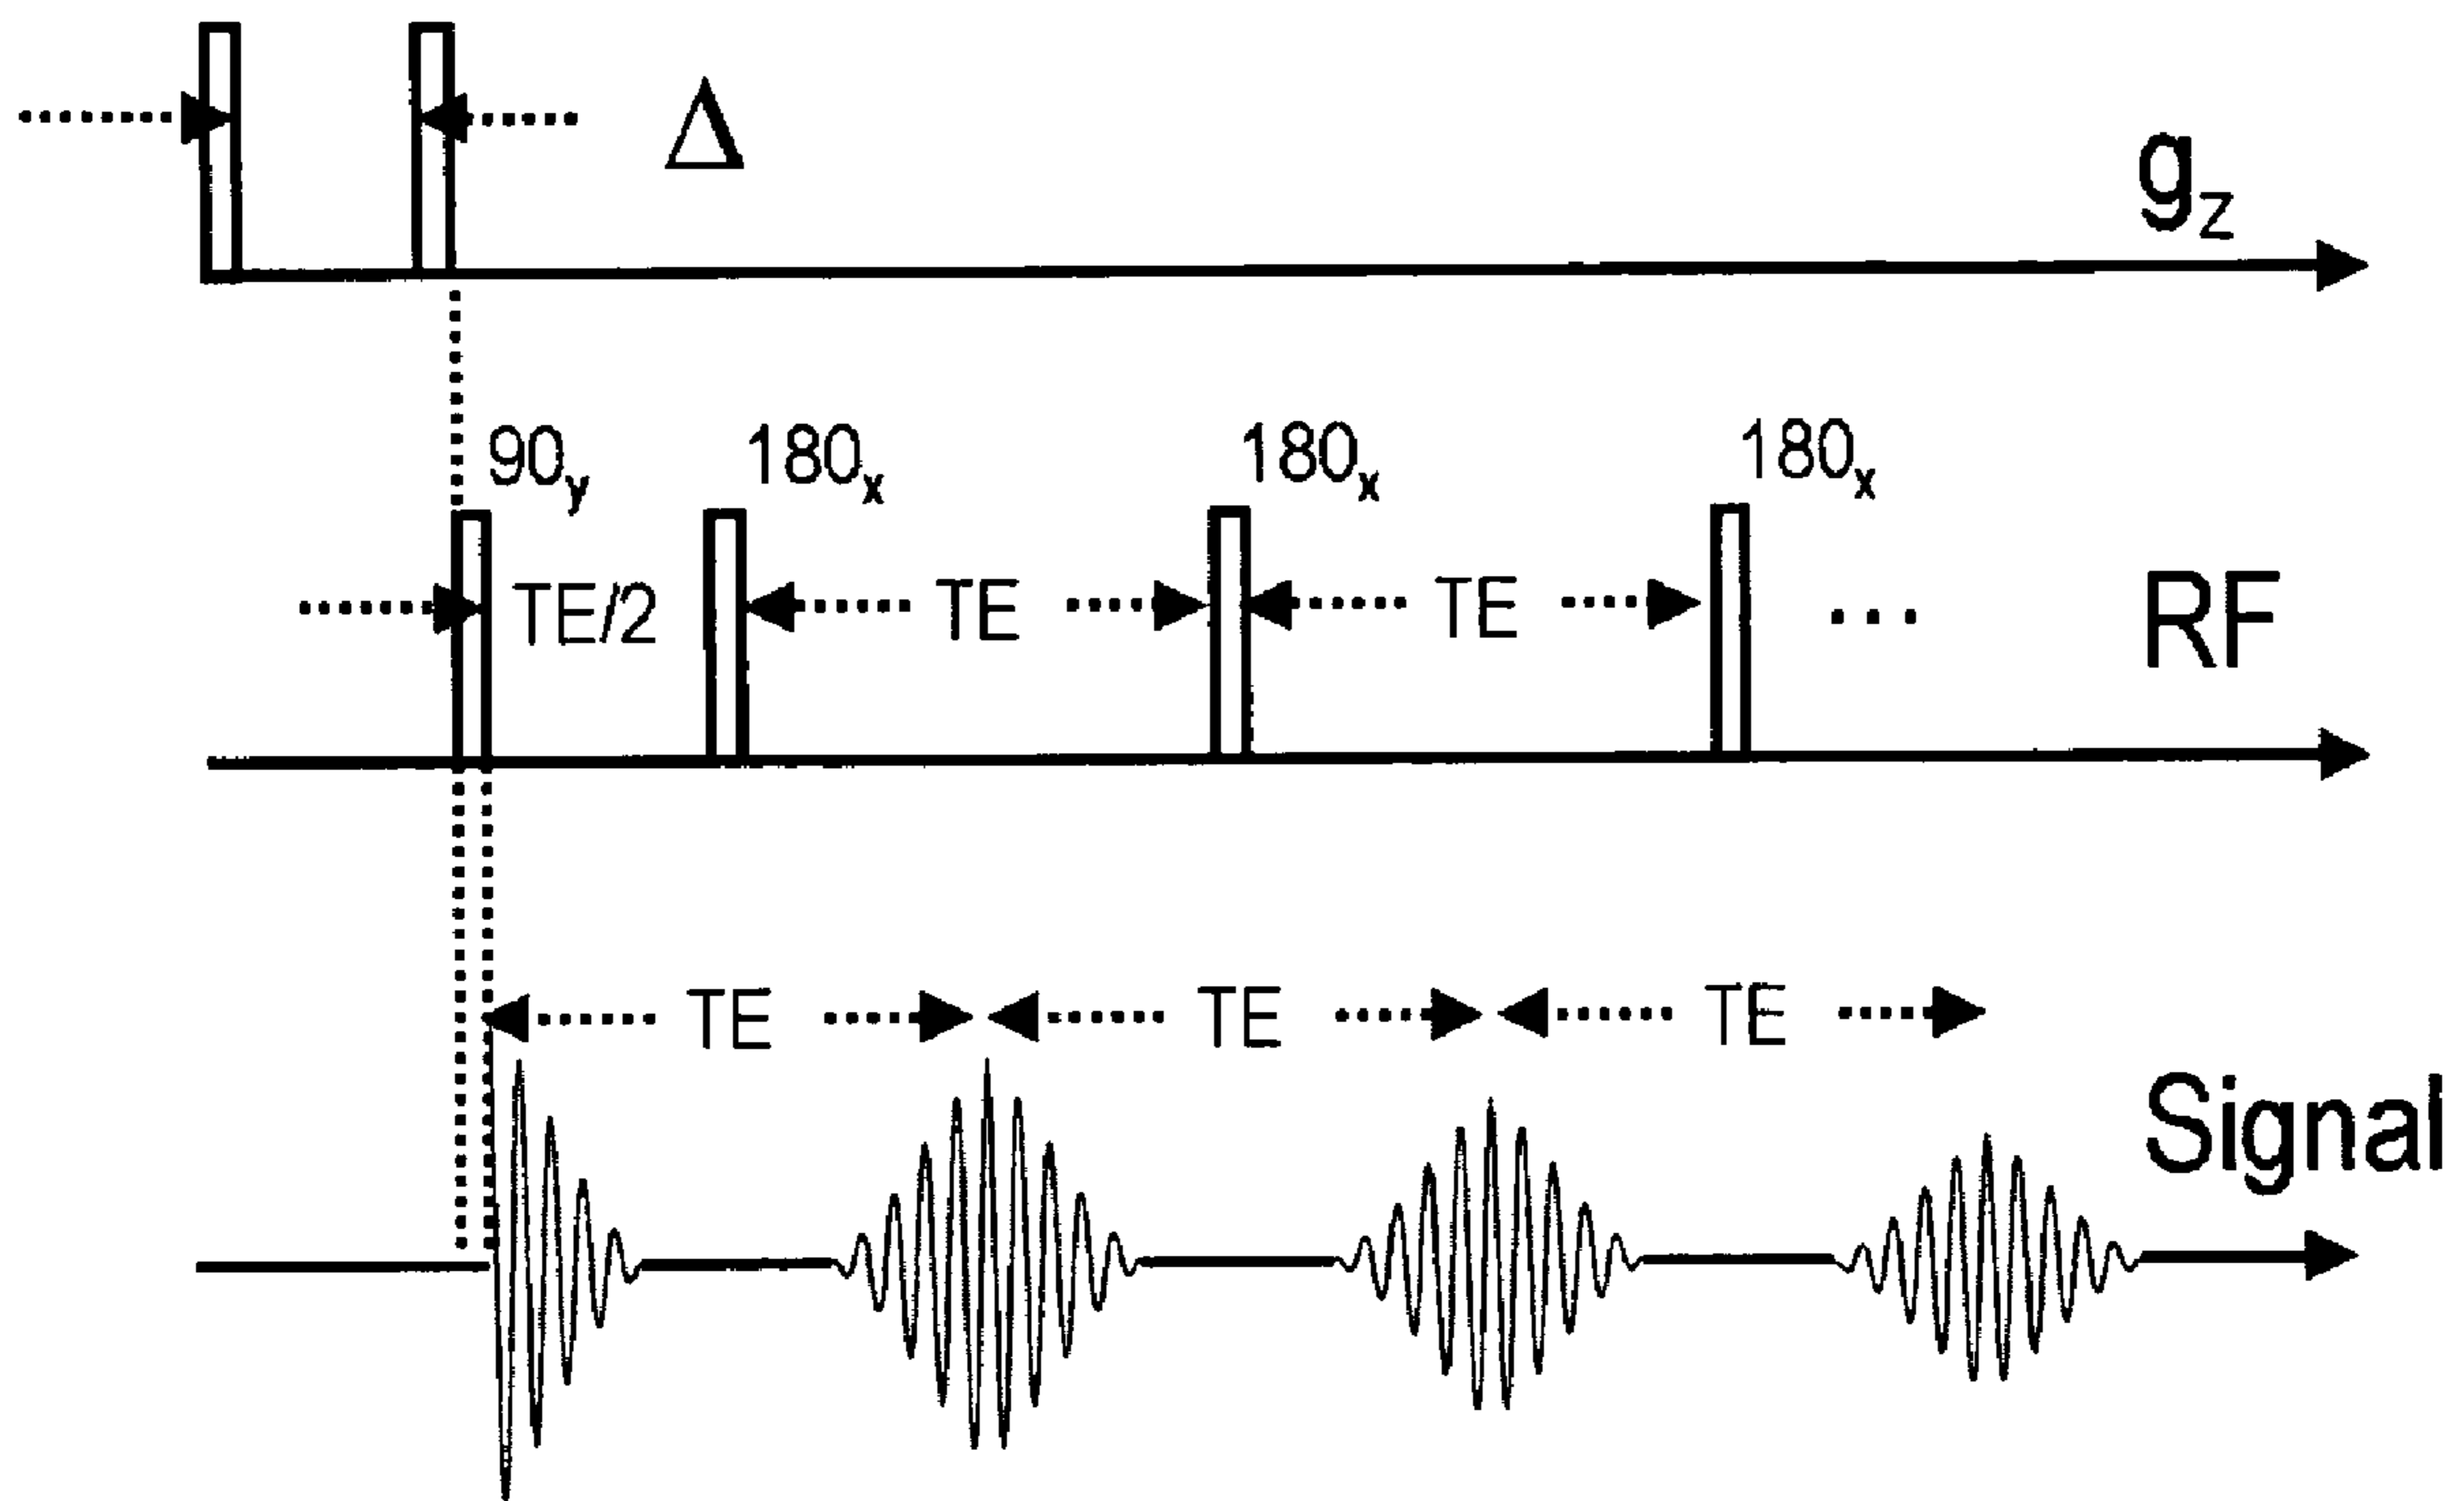 Δ
g_z
90_y 180_x 180_x 180_x
TE/2 TE TE ... RF
TE TE TE
Signal